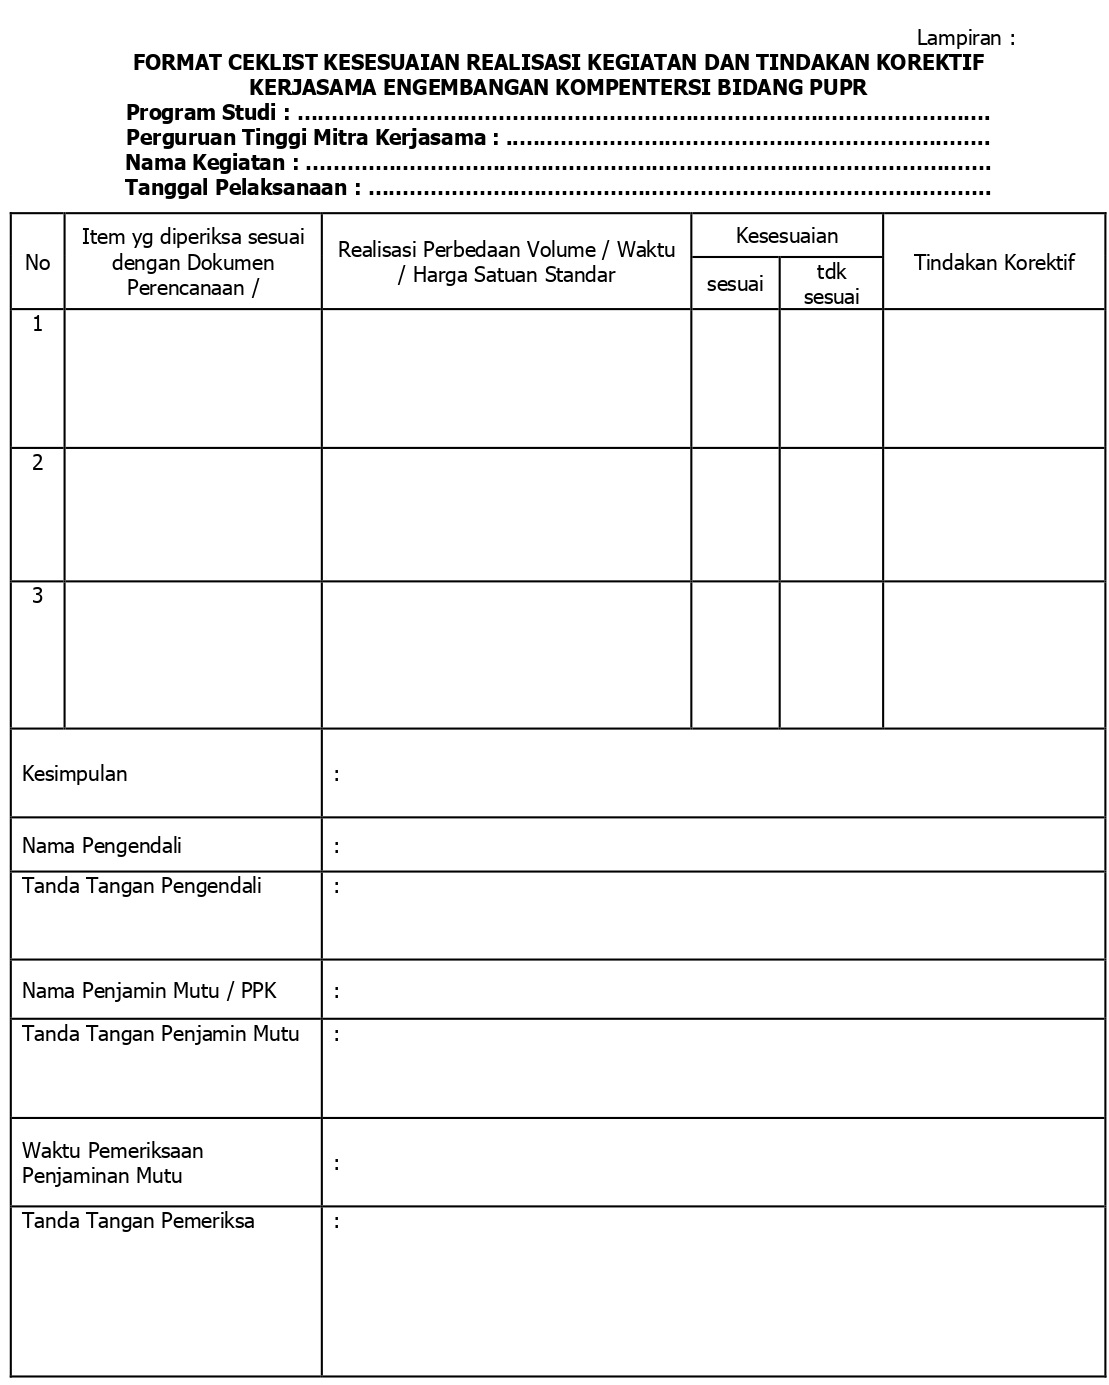 Lampiran :
FORMAT CEKLIST KESESUAIAN REALISASI KEGIATAN DAN TINDAKAN KOREKTIF
KERJASAMA ENGEMBANGAN KOMPENTERSI BIDANG PUPR
Program Studi : ………………………………………………………………………………………
Perguruan Tinggi Mitra Kerjasama : ……………………………………………………………
Nama Kegiatan : ………………………………………………………………………………………
Tanggal Pelaksanaan : ………………………………………………………………………………
No
Item yg diperiksa sesuai
dengan Dokumen
Perencanaan /
Realisasi Perbedaan Volume / Waktu
/ Harga Satuan Standar
Kesesuaian
sesuai
tdk
sesuai
Tindakan Korektif
1
2
3
Kesimpulan :
Nama Pengendali :
Tanda Tangan Pengendali :
Nama Penjamin Mutu / PPK :
Tanda Tangan Penjamin Mutu :
Waktu Pemeriksaan
Penjaminan Mutu :
Tanda Tangan Pemeriksa :